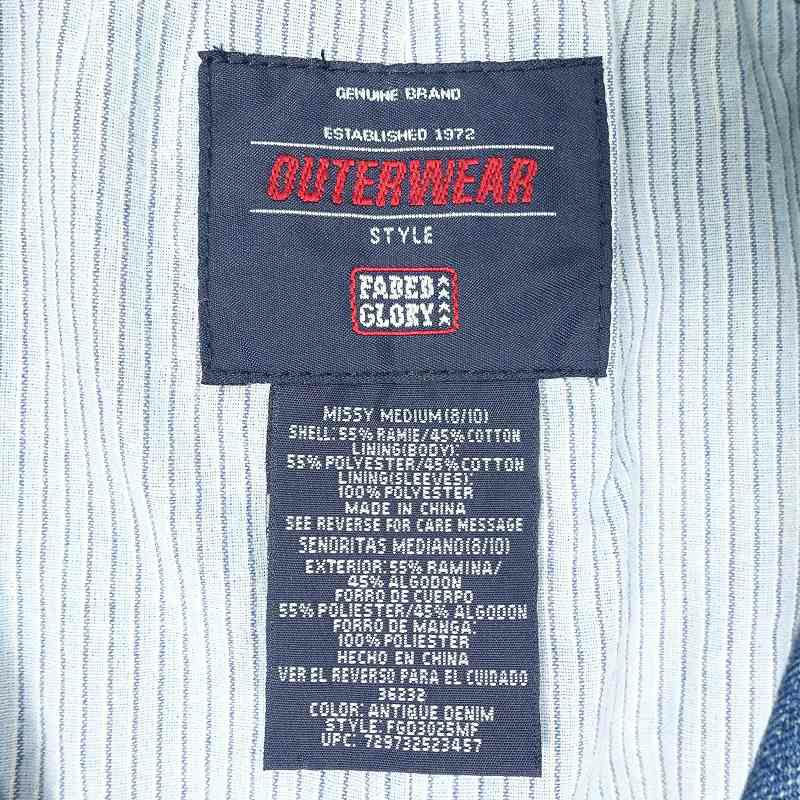 GENUINE BRAND
ESTABLISHED 1972
OUTERWEAR
STYLE
FADED
GLORY
MISSY MEDIUM(8/10)
SHELL: 55% RAMIE/45% COTTON
LINING(BODY):
55% POLYESTER/45% COTTON
LINING(SLEEVES):
100% POLYESTER
MADE IN CHINA
SEE REVERSE FOR CARE MESSAGE
SEÑORITAS MEDIANO(8/10)
EXTERIOR: 55% RAMINA/
45% ALGODON
FORRO DE CUERPO
55% POLIESTER/45% ALGODON
FORRO DE MANGA:
100% POLIESTER
HECHO EN CHINA
VER EL REVERSO PARA EL CUIDADO
36232
COLOR: ANTIQUE DENIM
STYLE: FGD3025MF
UPC: 729732523457